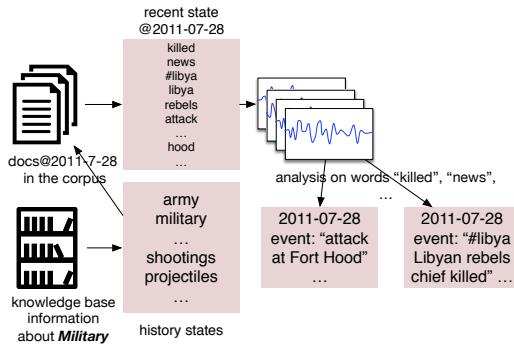 recent state
@2011-07-28
killed
news
#libya
libya
rebels
attack
…
hood
…
docs@2011-7-28
in the corpus
analysis on words “killed”, “news”,
…
army
military
…
shootings
projectiles
…
2011-07-28
event: “attack
at Fort Hood”
…
2011-07-28
event: “#libya
Libyan rebels
chief killed” …
knowledge base
information
about Military
history states